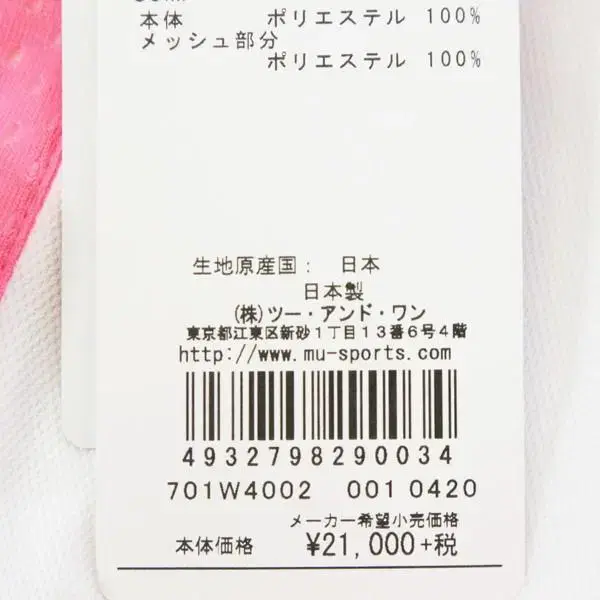 本体 ポリエステル 100%
メッシュ部分
ポリエステル 100%
生地原産国： 日本
日本製
(株)ツー・アンド・ワン
東京都江東区新砂１丁目１３番６号４階
http://www.mu-sports.com
4932798290034
701W4002 001 0420
メーカー希望小売価格
本体価格 ¥21,000+税